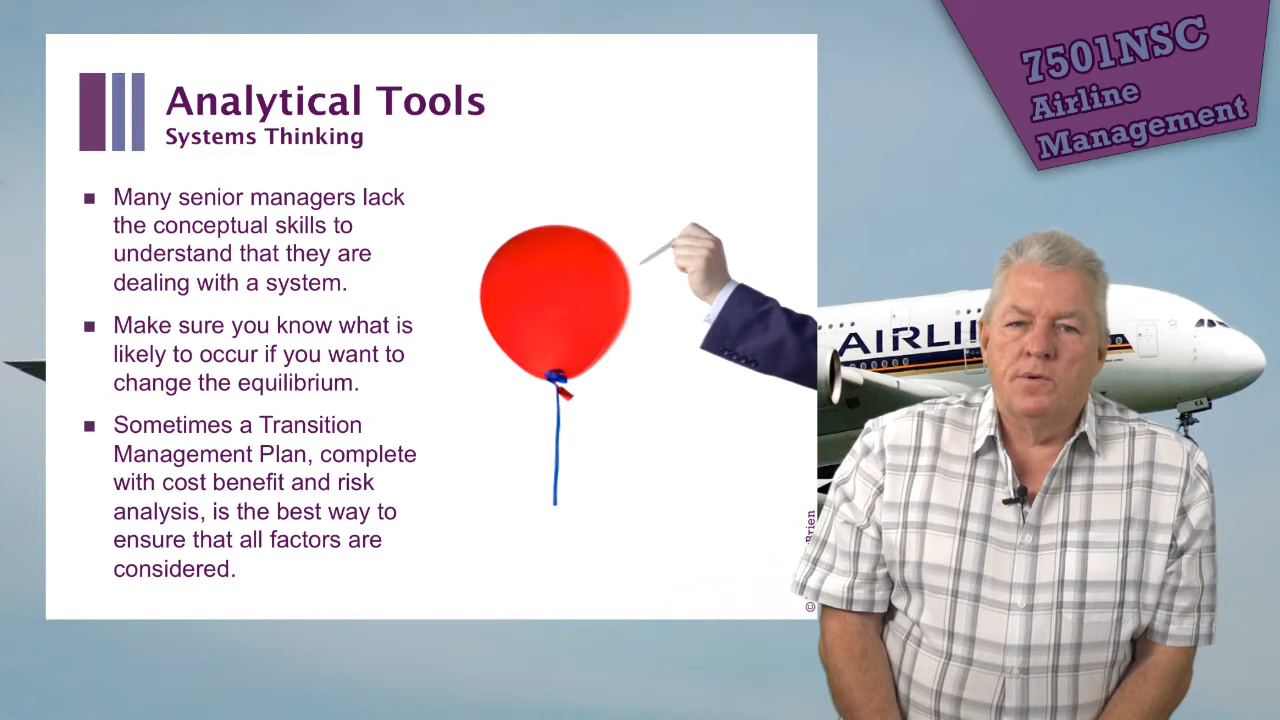 7501NSC
Airline
Management
Analytical Tools
Systems Thinking
Many senior managers lack
the conceptual skills to
understand that they are
dealing with a system.
Make sure you know what is
likely to occur if you want to
change the equilibrium.
Sometimes a Transition
Management Plan, complete
with cost benefit and risk
analysis, is the best way to
ensure that all factors are
considered.
AIRLI
KA